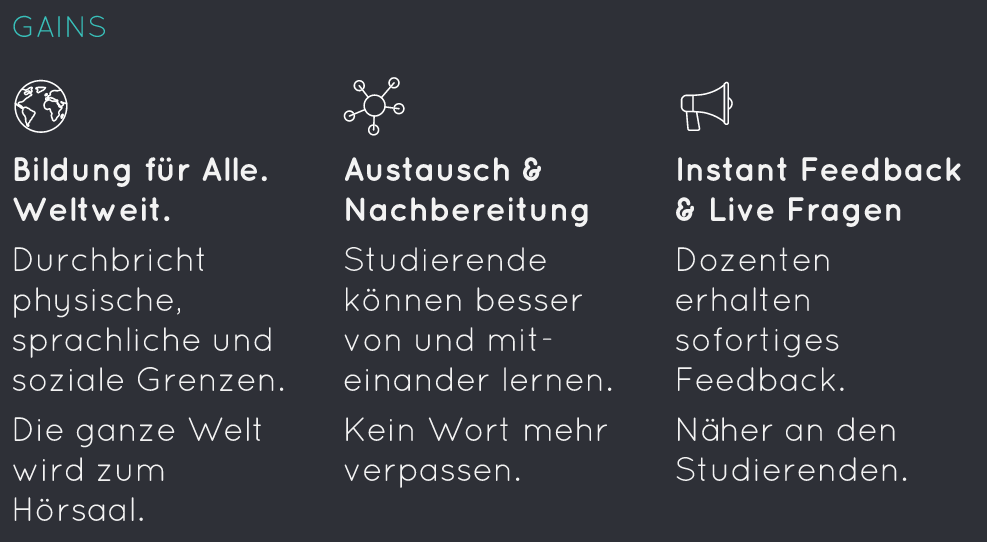 GAINS
Bildung für Alle.
Weltweit.
Durchbricht
physische,
sprachliche und
soziale Grenzen.
Die ganze Welt
wird zum
Hörsaal.
Austausch &
Nachbereitung
Studierende
können besser
von und mit-
einander lernen.
Kein Wort mehr
verpassen.
Instant Feedback
& Live Fragen
Dozenten
erhalten
sofortiges
Feedback.
Näher an den
Studierenden.